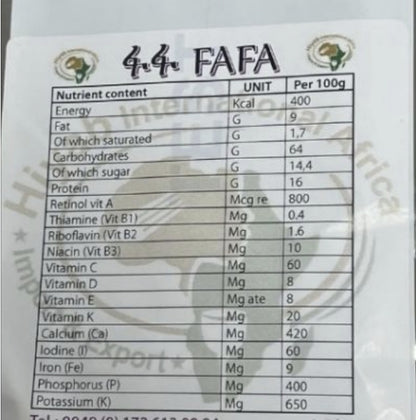 ፋፋ FAFA
Nutrient content UNIT Per 100g
Energy Kcal 400
Fat G 9
Of which saturated G 1,7
Carbohydrates G 64
Of which sugar G 14,4
Protein G 16
Retinol vit A Mcg re 800
Thiamine (Vit B1) Mg 0.4
Riboflavin (Vit B2 Mg 1.6
Niacin (Vit B3) Mg 10
Vitamin C Mg 60
Vitamin D Mg 8
Vitamin E Mg ate 8
Vitamin K Mg 20
Calcium (Ca) Mg 420
Iodine (I) Mg 60
Iron (Fe) Mg 9
Phosphorus (P) Mg 400
Potassium (K) Mg 650
International Africa
Export